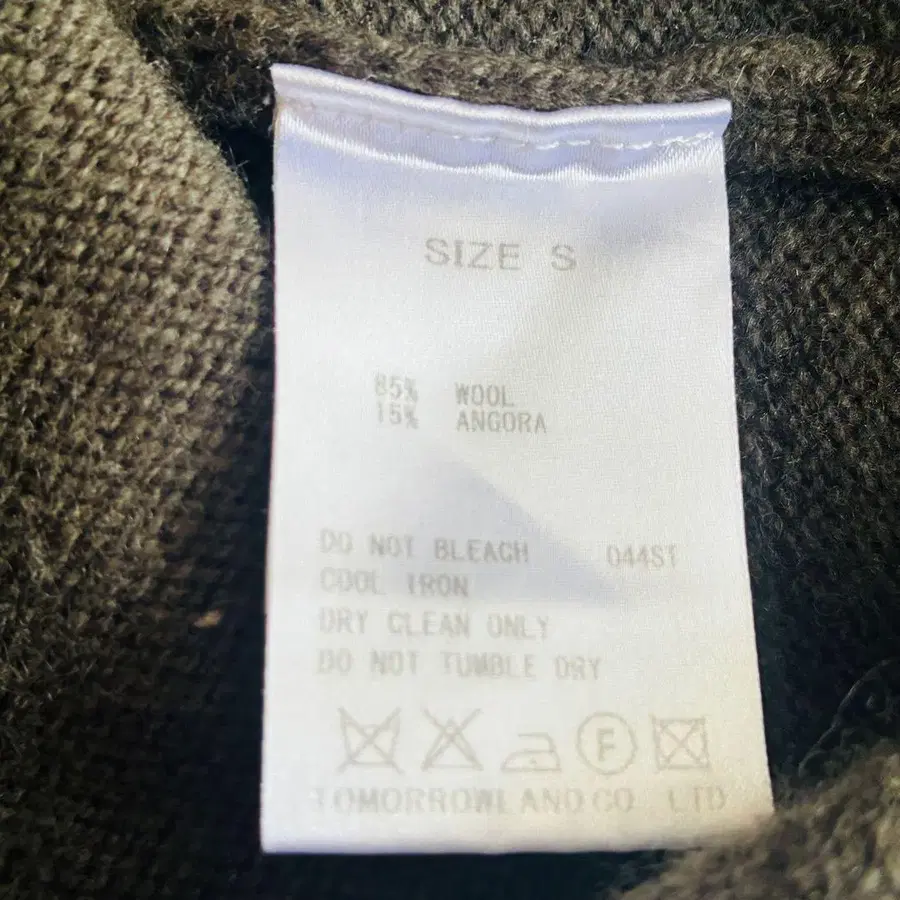 SIZE S
85% WOOL
15% ANGORA
DO NOT BLEACH 044ST
COOL IRON
DRY CLEAN ONLY
DO NOT TUMBLE DRY
F
TOMORROWLAND CO LTD